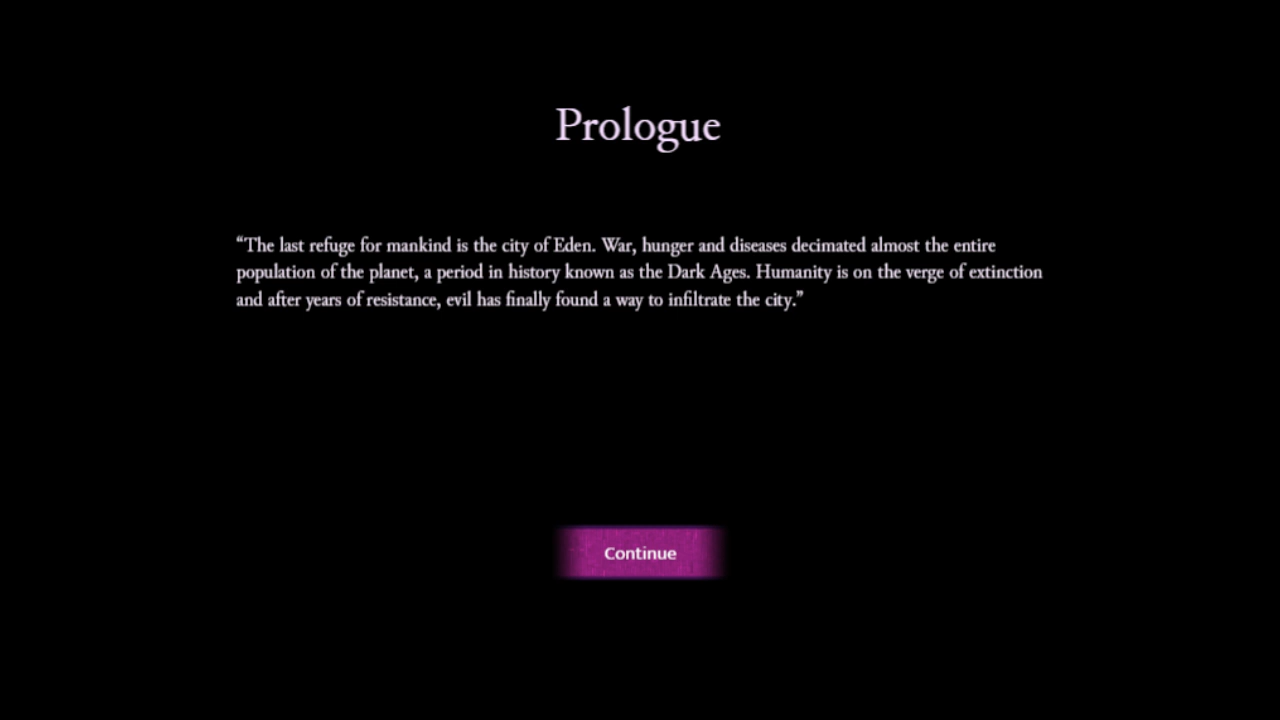 Prologue
“The last refuge for mankind is the city of Eden. War, hunger and diseases decimated almost the entire
population of the planet, a period in history known as the Dark Ages. Humanity is on the verge of extinction
and after years of resistance, evil has finally found a way to infiltrate the city.”
Continue